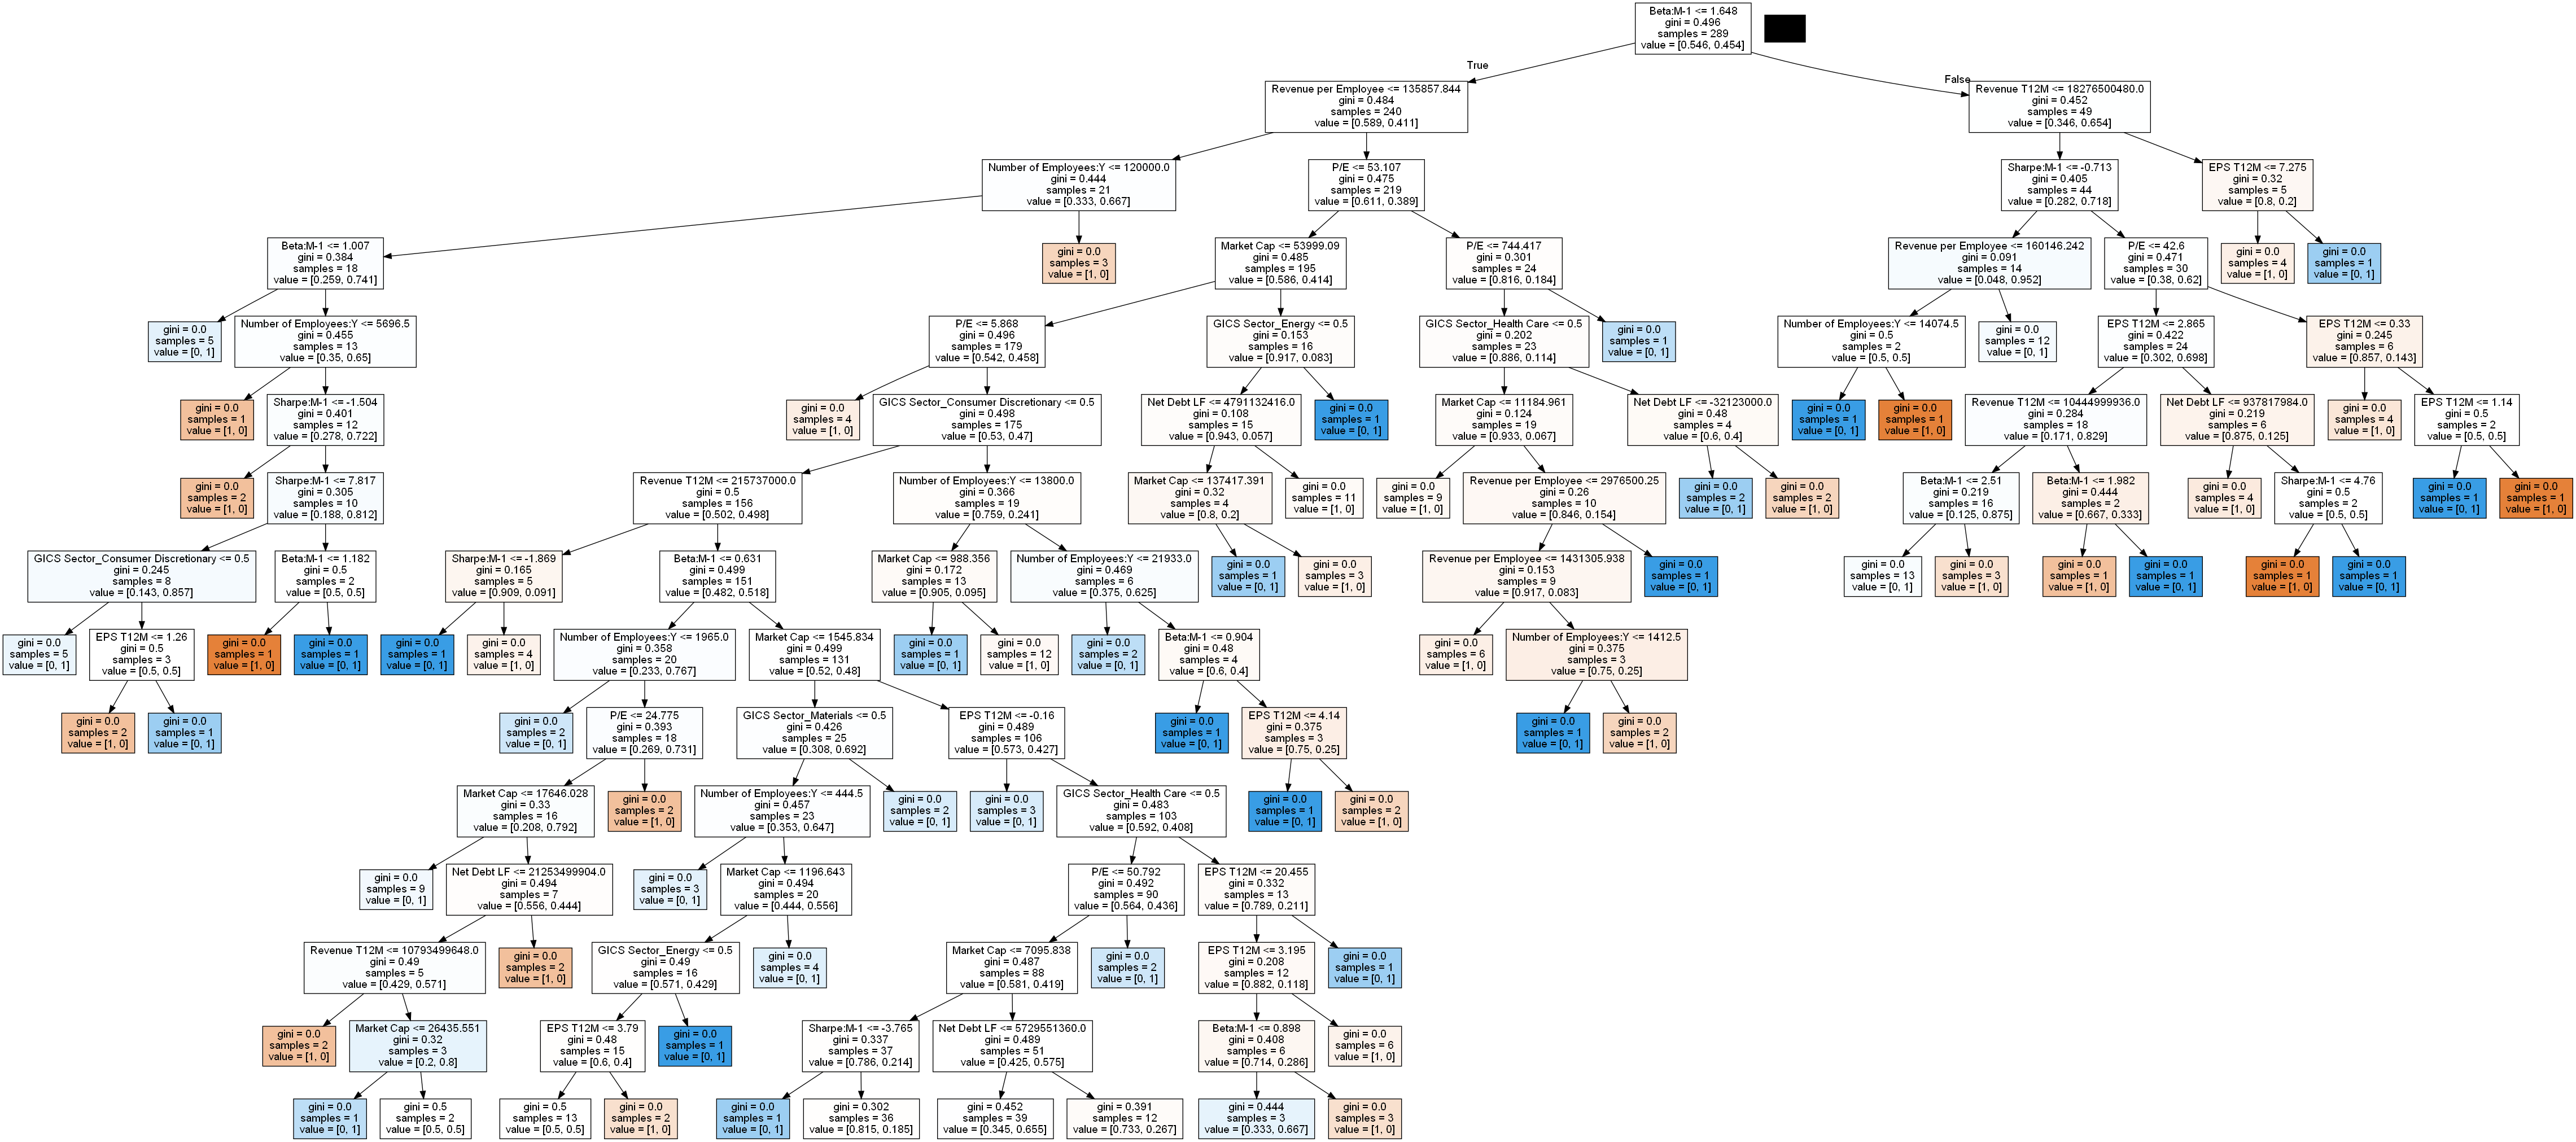 Beta:M-1 <= 1.648
gini = 0.496
samples = 289
value = [0.546, 0.454]
True
False
Revenue per Employee <= 135857.844
gini = 0.484
samples = 240
value = [0.589, 0.411]
Revenue T12M <= 18276500480.0
gini = 0.452
samples = 49
value = [0.346, 0.654]
Number of Employees:Y <= 120000.0
gini = 0.444
samples = 21
value = [0.333, 0.667]
P/E <= 53.107
gini = 0.475
samples = 219
value = [0.611, 0.389]
Sharpe:M-1 <= -0.713
gini = 0.405
samples = 44
value = [0.282, 0.718]
EPS T12M <= 7.275
gini = 0.32
samples = 5
value = [0.8, 0.2]
Beta:M-1 <= 1.007
gini = 0.384
samples = 18
value = [0.259, 0.741]
gini = 0.0
samples = 3
value = [1, 0]
Market Cap <= 53999.09
gini = 0.485
samples = 195
value = [0.586, 0.414]
P/E <= 744.417
gini = 0.301
samples = 24
value = [0.816, 0.184]
Revenue per Employee <= 160146.242
gini = 0.091
samples = 14
value = [0.048, 0.952]
P/E <= 42.6
gini = 0.471
samples = 30
value = [0.38, 0.62]
gini = 0.0
samples = 4
value = [1, 0]
gini = 0.0
samples = 1
value = [0, 1]
gini = 0.0
samples = 5
value = [0, 1]
Number of Employees:Y <= 5696.5
gini = 0.455
samples = 13
value = [0.35, 0.65]
P/E <= 5.868
gini = 0.496
samples = 179
value = [0.542, 0.458]
GICS Sector_Energy <= 0.5
gini = 0.153
samples = 16
value = [0.917, 0.083]
GICS Sector_Health Care <= 0.5
gini = 0.202
samples = 23
value = [0.886, 0.114]
gini = 0.0
samples = 1
value = [0, 1]
Number of Employees:Y <= 14074.5
gini = 0.5
samples = 2
value = [0.5, 0.5]
gini = 0.0
samples = 12
value = [0, 1]
EPS T12M <= 2.865
gini = 0.422
samples = 24
value = [0.302, 0.698]
EPS T12M <= 0.33
gini = 0.245
samples = 6
value = [0.857, 0.143]
gini = 0.0
samples = 1
value = [1, 0]
Sharpe:M-1 <= -1.504
gini = 0.401
samples = 12
value = [0.278, 0.722]
gini = 0.0
samples = 4
value = [1, 0]
GICS Sector_Consumer Discretionary <= 0.5
gini = 0.498
samples = 175
value = [0.53, 0.47]
Net Debt LF <= 4791132416.0
gini = 0.108
samples = 15
value = [0.943, 0.057]
gini = 0.0
samples = 1
value = [0, 1]
Market Cap <= 11184.961
gini = 0.124
samples = 19
value = [0.933, 0.067]
Net Debt LF <= -32123000.0
gini = 0.48
samples = 4
value = [0.6, 0.4]
gini = 0.0
samples = 1
value = [0, 1]
gini = 0.0
samples = 1
value = [1, 0]
Revenue T12M <= 10444999936.0
gini = 0.284
samples = 18
value = [0.171, 0.829]
Net Debt LF <= 937817984.0
gini = 0.219
samples = 6
value = [0.875, 0.125]
gini = 0.0
samples = 4
value = [1, 0]
EPS T12M <= 1.14
gini = 0.5
samples = 2
value = [0.5, 0.5]
gini = 0.0
samples = 2
value = [1, 0]
Sharpe:M-1 <= 7.817
gini = 0.305
samples = 10
value = [0.188, 0.812]
Revenue T12M <= 215737000.0
gini = 0.5
samples = 156
value = [0.502, 0.498]
Number of Employees:Y <= 13800.0
gini = 0.366
samples = 19
value = [0.759, 0.241]
Market Cap <= 137417.391
gini = 0.32
samples = 4
value = [0.8, 0.2]
gini = 0.0
samples = 11
value = [1, 0]
gini = 0.0
samples = 9
value = [1, 0]
Revenue per Employee <= 2976500.25
gini = 0.26
samples = 10
value = [0.846, 0.154]
gini = 0.0
samples = 2
value = [0, 1]
gini = 0.0
samples = 2
value = [1, 0]
Beta:M-1 <= 2.51
gini = 0.219
samples = 16
value = [0.125, 0.875]
Beta:M-1 <= 1.982
gini = 0.444
samples = 2
value = [0.667, 0.333]
gini = 0.0
samples = 4
value = [1, 0]
Sharpe:M-1 <= 4.76
gini = 0.5
samples = 2
value = [0.5, 0.5]
gini = 0.0
samples = 1
value = [0, 1]
gini = 0.0
samples = 1
value = [1, 0]
GICS Sector_Consumer Discretionary <= 0.5
gini = 0.245
samples = 8
value = [0.143, 0.857]
Beta:M-1 <= 1.182
gini = 0.5
samples = 2
value = [0.5, 0.5]
Sharpe:M-1 <= -1.869
gini = 0.165
samples = 5
value = [0.909, 0.091]
Beta:M-1 <= 0.631
gini = 0.499
samples = 151
value = [0.482, 0.518]
Market Cap <= 988.356
gini = 0.172
samples = 13
value = [0.905, 0.095]
Number of Employees:Y <= 21933.0
gini = 0.469
samples = 6
value = [0.375, 0.625]
gini = 0.0
samples = 1
value = [0, 1]
gini = 0.0
samples = 3
value = [1, 0]
Revenue per Employee <= 1431305.938
gini = 0.153
samples = 9
value = [0.917, 0.083]
gini = 0.0
samples = 1
value = [0, 1]
gini = 0.0
samples = 13
value = [0, 1]
gini = 0.0
samples = 3
value = [1, 0]
gini = 0.0
samples = 1
value = [1, 0]
gini = 0.0
samples = 1
value = [0, 1]
gini = 0.0
samples = 1
value = [1, 0]
gini = 0.0
samples = 1
value = [0, 1]
gini = 0.0
samples = 5
value = [0, 1]
EPS T12M <= 1.26
gini = 0.5
samples = 3
value = [0.5, 0.5]
gini = 0.0
samples = 1
value = [1, 0]
gini = 0.0
samples = 1
value = [0, 1]
gini = 0.0
samples = 1
value = [0, 1]
gini = 0.0
samples = 4
value = [1, 0]
Number of Employees:Y <= 1965.0
gini = 0.358
samples = 20
value = [0.233, 0.767]
Market Cap <= 1545.834
gini = 0.499
samples = 131
value = [0.52, 0.48]
gini = 0.0
samples = 1
value = [0, 1]
gini = 0.0
samples = 12
value = [1, 0]
gini = 0.0
samples = 2
value = [0, 1]
Beta:M-1 <= 0.904
gini = 0.48
samples = 4
value = [0.6, 0.4]
gini = 0.0
samples = 6
value = [1, 0]
Number of Employees:Y <= 1412.5
gini = 0.375
samples = 3
value = [0.75, 0.25]
gini = 0.0
samples = 2
value = [1, 0]
gini = 0.0
samples = 1
value = [0, 1]
gini = 0.0
samples = 2
value = [0, 1]
P/E <= 24.775
gini = 0.393
samples = 18
value = [0.269, 0.731]
GICS Sector_Materials <= 0.5
gini = 0.426
samples = 25
value = [0.308, 0.692]
EPS T12M <= -0.16
gini = 0.489
samples = 106
value = [0.573, 0.427]
gini = 0.0
samples = 1
value = [0, 1]
EPS T12M <= 4.14
gini = 0.375
samples = 3
value = [0.75, 0.25]
gini = 0.0
samples = 1
value = [0, 1]
gini = 0.0
samples = 2
value = [1, 0]
Market Cap <= 17646.028
gini = 0.33
samples = 16
value = [0.208, 0.792]
gini = 0.0
samples = 2
value = [1, 0]
Number of Employees:Y <= 444.5
gini = 0.457
samples = 23
value = [0.353, 0.647]
gini = 0.0
samples = 2
value = [0, 1]
gini = 0.0
samples = 3
value = [0, 1]
GICS Sector_Health Care <= 0.5
gini = 0.483
samples = 103
value = [0.592, 0.408]
gini = 0.0
samples = 1
value = [0, 1]
gini = 0.0
samples = 2
value = [1, 0]
gini = 0.0
samples = 9
value = [0, 1]
Net Debt LF <= 21253499904.0
gini = 0.494
samples = 7
value = [0.556, 0.444]
gini = 0.0
samples = 3
value = [0, 1]
Market Cap <= 1196.643
gini = 0.494
samples = 20
value = [0.444, 0.556]
P/E <= 50.792
gini = 0.492
samples = 90
value = [0.564, 0.436]
EPS T12M <= 20.455
gini = 0.332
samples = 13
value = [0.789, 0.211]
Revenue T12M <= 10793499648.0
gini = 0.49
samples = 5
value = [0.429, 0.571]
gini = 0.0
samples = 2
value = [1, 0]
GICS Sector_Energy <= 0.5
gini = 0.49
samples = 16
value = [0.571, 0.429]
gini = 0.0
samples = 4
value = [0, 1]
Market Cap <= 7095.838
gini = 0.487
samples = 88
value = [0.581, 0.419]
gini = 0.0
samples = 2
value = [0, 1]
EPS T12M <= 3.195
gini = 0.208
samples = 12
value = [0.882, 0.118]
gini = 0.0
samples = 1
value = [0, 1]
gini = 0.0
samples = 2
value = [1, 0]
Market Cap <= 26435.551
gini = 0.32
samples = 3
value = [0.2, 0.8]
EPS T12M <= 3.79
gini = 0.48
samples = 15
value = [0.6, 0.4]
gini = 0.0
samples = 1
value = [0, 1]
Sharpe:M-1 <= -3.765
gini = 0.337
samples = 37
value = [0.786, 0.214]
Net Debt LF <= 5729551360.0
gini = 0.489
samples = 51
value = [0.425, 0.575]
Beta:M-1 <= 0.898
gini = 0.408
samples = 6
value = [0.714, 0.286]
gini = 0.0
samples = 6
value = [1, 0]
gini = 0.0
samples = 1
value = [0, 1]
gini = 0.5
samples = 2
value = [0.5, 0.5]
gini = 0.5
samples = 13
value = [0.5, 0.5]
gini = 0.0
samples = 2
value = [1, 0]
gini = 0.0
samples = 1
value = [0, 1]
gini = 0.302
samples = 36
value = [0.815, 0.185]
gini = 0.452
samples = 39
value = [0.345, 0.655]
gini = 0.391
samples = 12
value = [0.733, 0.267]
gini = 0.444
samples = 3
value = [0.333, 0.667]
gini = 0.0
samples = 3
value = [1, 0]